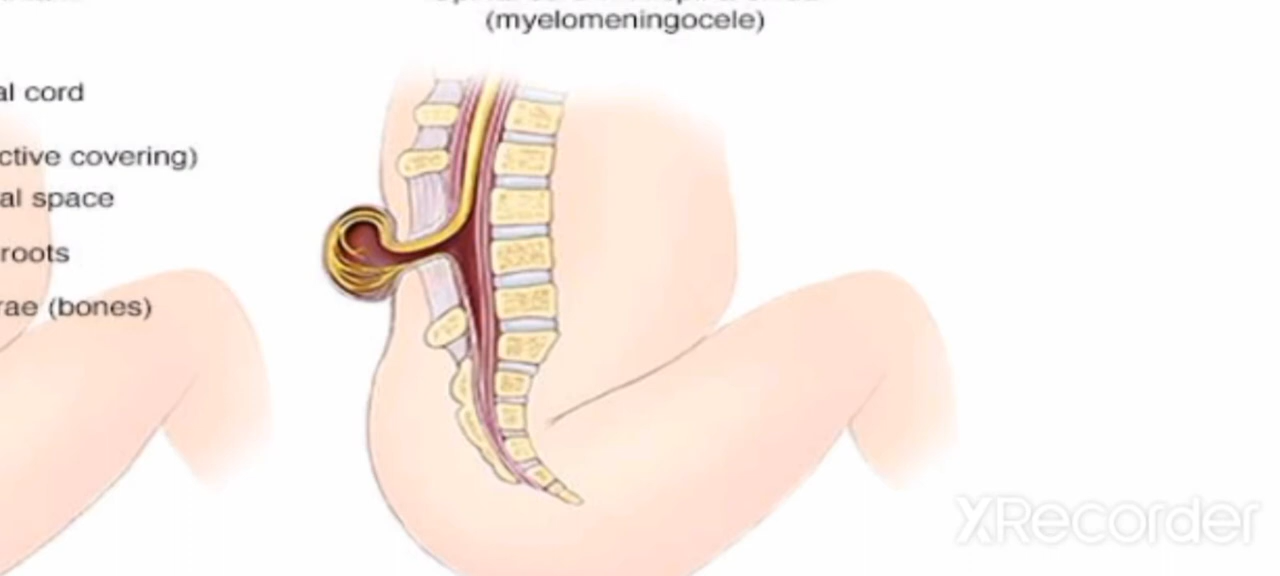 (myelomeningocele)
al cord
ctive covering)
al space
roots
rae (bones)
XRecorder